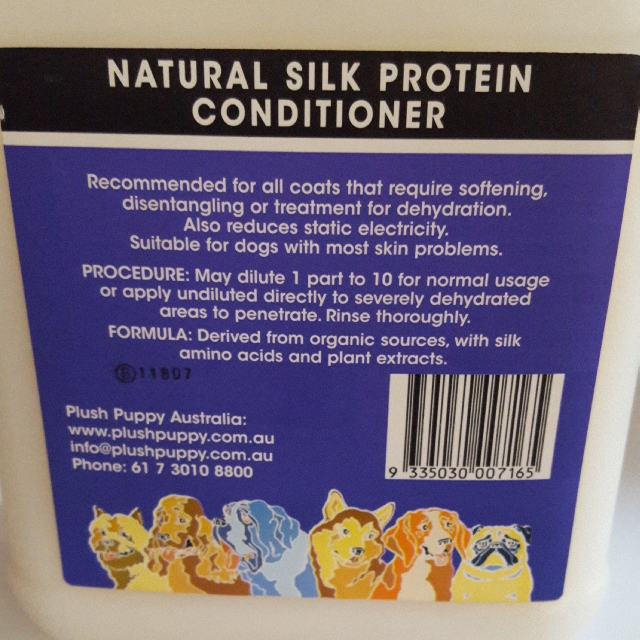 NATURAL SILK PROTEIN
CONDITIONER
Recommended for all coats that require softening,
disentangling or treatment for dehydration.
Also reduces static electricity.
Suitable for dogs with most skin problems.
PROCEDURE: May dilute 1 part to 10 for normal usage
or apply undiluted directly to severely dehydrated
areas to penetrate. Rinse thoroughly.
FORMULA: Derived from organic sources, with silk
amino acids and plant extracts.
Ⓑ11807
Plush Puppy Australia:
www.plushpuppy.com.au
info@plushpuppy.com.au
Phone: 61 7 3010 8800
9 335030 007165